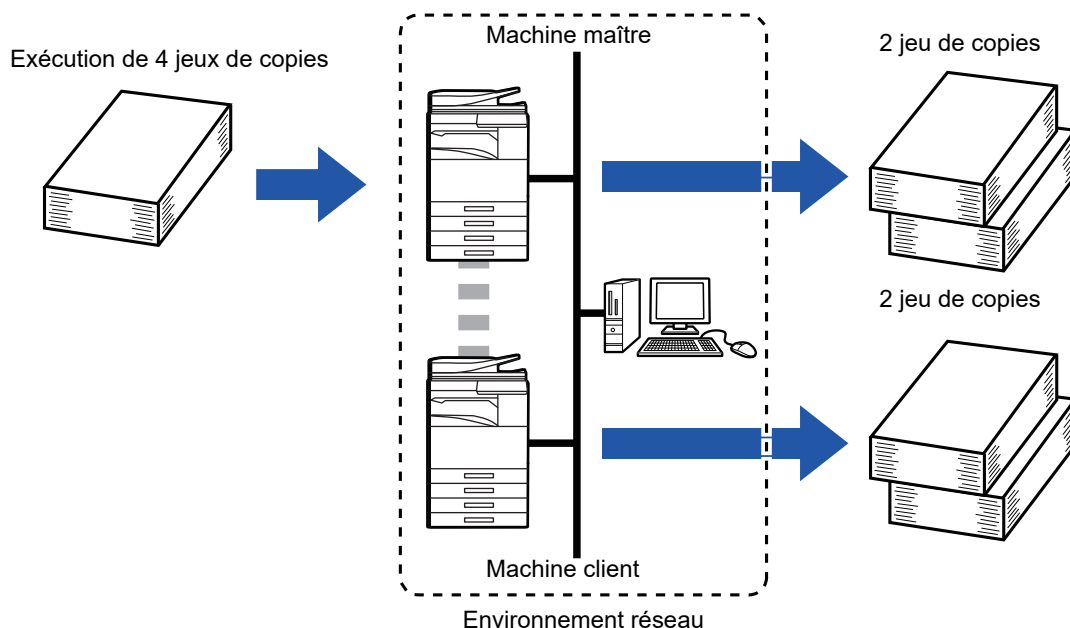 Exécution de 4 jeux de copies
Machine maître
2 jeu de copies
2 jeu de copies
Machine client
Environnement réseau